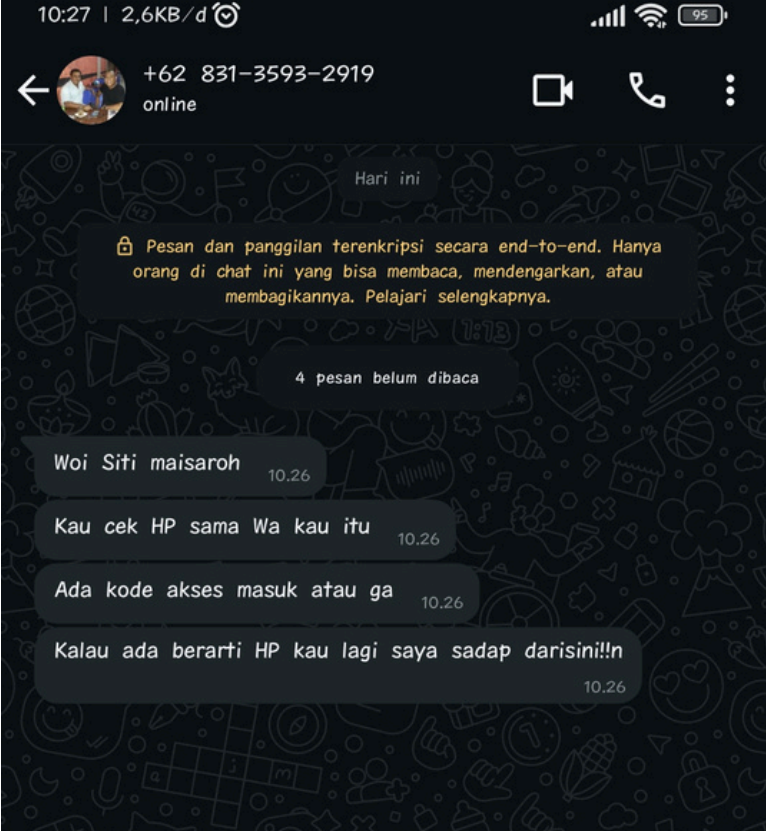 10:27 | 2,6KB/d
95
+62 831-3593-2919
online
Hari ini
Pesan dan panggilan terenkripsi secara end-to-end. Hanya
orang di chat ini yang bisa membaca, mendengarkan, atau
membagikannya. Pelajari selengkapnya.
4 pesan belum dibaca
Woi Siti maisaroh 10.26
Kau cek HP sama Wa kau itu 10.26
Ada kode akses masuk atau ga 10.26
Kalau ada berarti HP kau lagi saya sadap darisini!!n
10.26